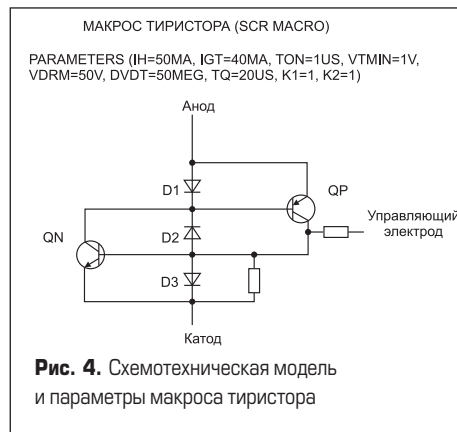 МАКРОС ТИРИСТОРА (SCR MACRO)
PARAMETERS (IH=50MA, IGT=40MA, TON=1US, VTMIN=1V,
VDRM=50V, DVDT=50MEG, TQ=20US, K1=1, K2=1)
Анод
D1
QP
Управляющий
электрод
QN
D2
D3
Катод
Рис. 4. Схемотехническая модель
и параметры макроса тиристора